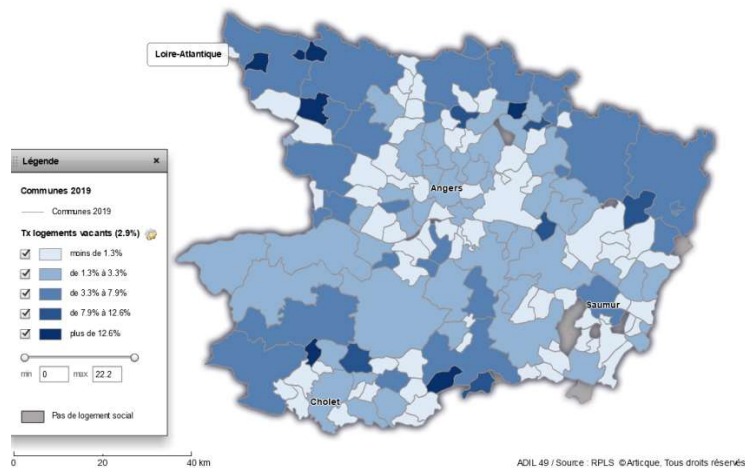 Loire-Atlantique
Légende
×
Communes 2019
Communes 2019
Tx logements vacants (2.9%)
moins de 1.3%
de 1.3% à 3.3%
de 3.3% à 7.9%
de 7.9% à 12.6%
plus de 12.6%
min 0 max 22.2
Pas de logement social
Angers
Saumur
Cholet
0 20 40 km
ADIL 49 / Source : RPLS ©Articque, Tous droits réservés